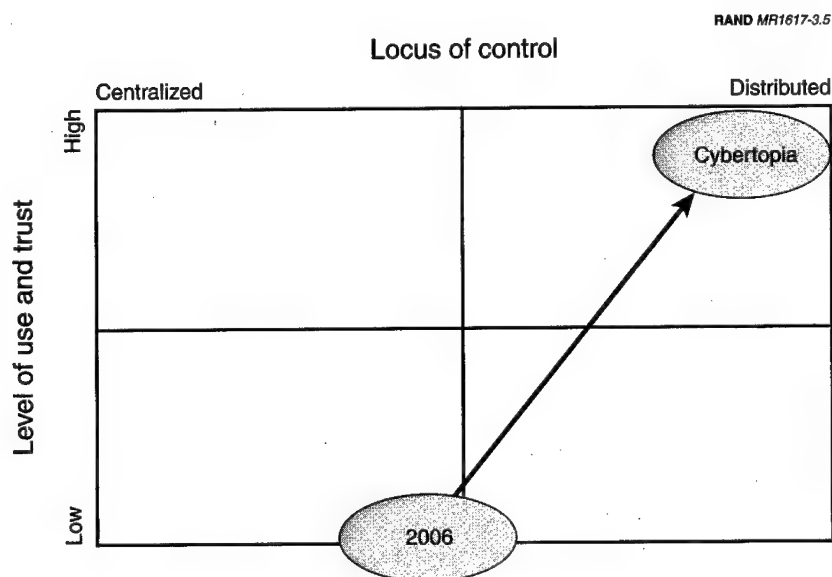 RAND MR1617-3.5
Locus of control
Centralized
Distributed
High
Cybertopia
Level of use and trust
Low
2006